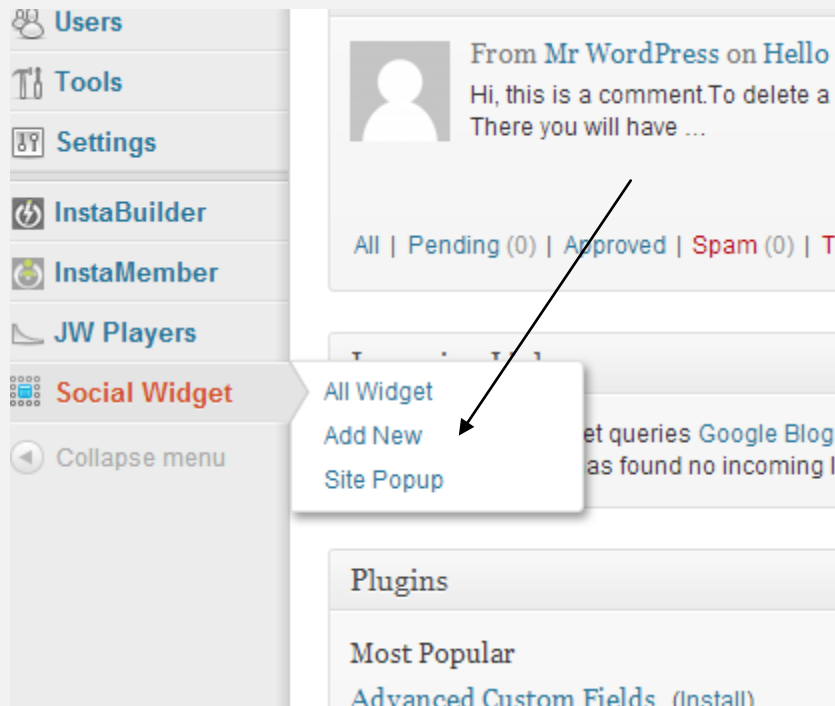 Users
Tools
Settings
InstaBuilder
InstaMember
JW Players
Social Widget
Collapse menu
All Widget
Add New
Site Popup
From Mr WordPress on Hello
Hi, this is a comment.To delete a
There you will have ...
All | Pending (0) | Approved | Spam (0) | T
et queries Google Blog
as found no incoming l
Plugins
Most Popular
Advanced Custom Fields (Install)